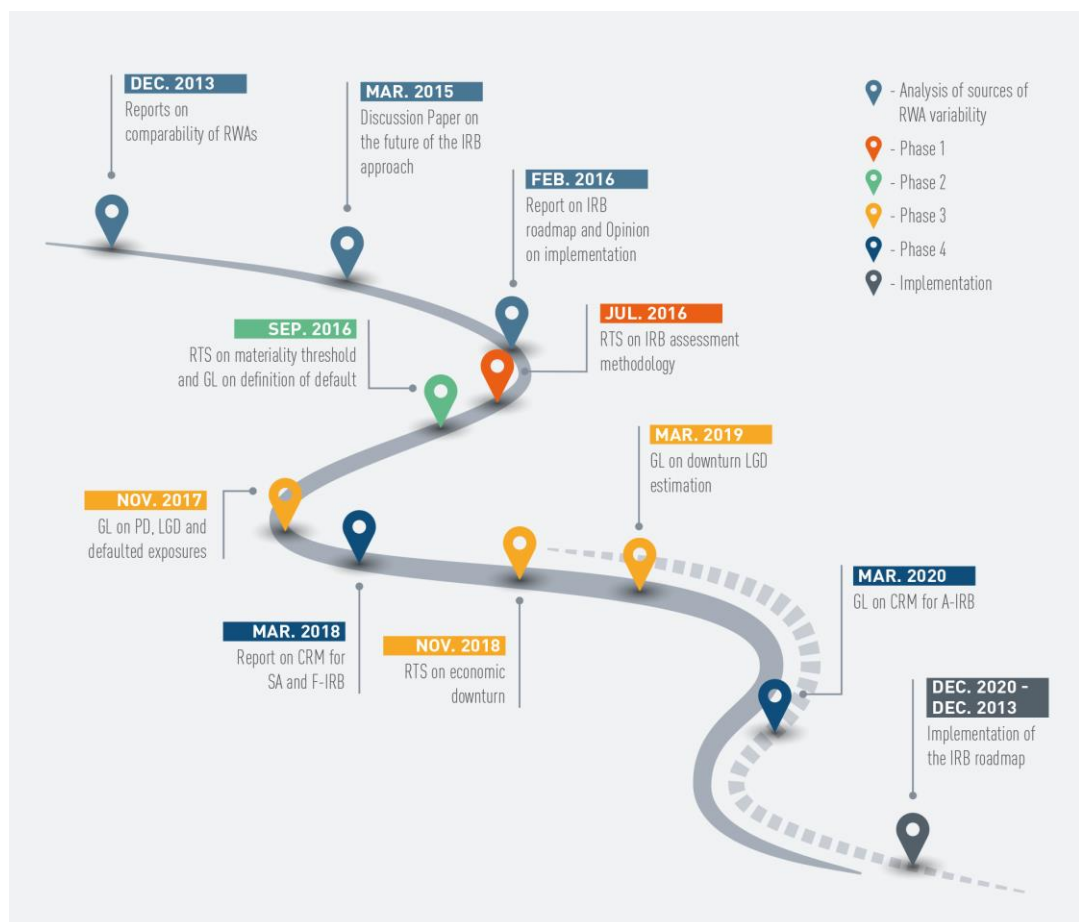 DEC. 2013
Reports on
comparability of RWAs
MAR. 2015
Discussion Paper on
the future of the IRB
approach
FEB. 2016
Report on IRB
roadmap and Opinion
on implementation
- Analysis of sources of
RWA variability
- Phase 1
- Phase 2
- Phase 3
- Phase 4
- Implementation
SEP. 2016
RTS on materiality threshold
and GL on definition of default
JUL. 2016
RTS on IRB assessment
methodology
MAR. 2019
GL on downturn LGD
estimation
NOV. 2017
GL on PD, LGD and
defaulted exposures
MAR. 2018
Report on CRM for
SA and F-IRB
NOV. 2018
RTS on economic
downturn
MAR. 2020
GL on CRM for A-IRB
DEC. 2020 -
DEC. 2013
Implementation of
the IRB roadmap